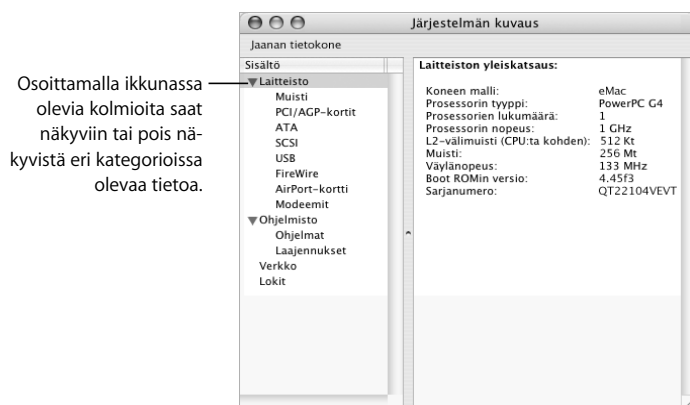 Järjestelmän kuvaus
Jaanan tietokone
Sisältö
Osoittamalla ikkunassa
olevia kolmioita saat
näkyviin tai pois nä-
kyvistä eri kategorioissa
olevaa tietoa.
Laitteisto
Muisti
PCI/AGP-kortit
ATA
SCSI
USB
FireWire
AirPort-kortti
Modeemit
Ohjelmisto
Ohjelmat
Laajennukset
Verkko
Lokit
Laitteiston yleiskatsaus:
Koneen malli: eMac
Prosessorin tyyppi: PowerPC G4
Prosessorien lukumäärä: 1
Prosessorin nopeus: 1 GHz
L2-välimuisti (CPU:ta kohden): 512 Kt
Muisti: 256 Mt
Väylänopeus: 133 MHz
Boot ROMin versio: 4.45f3
Sarjanumero: QT22104VEVT